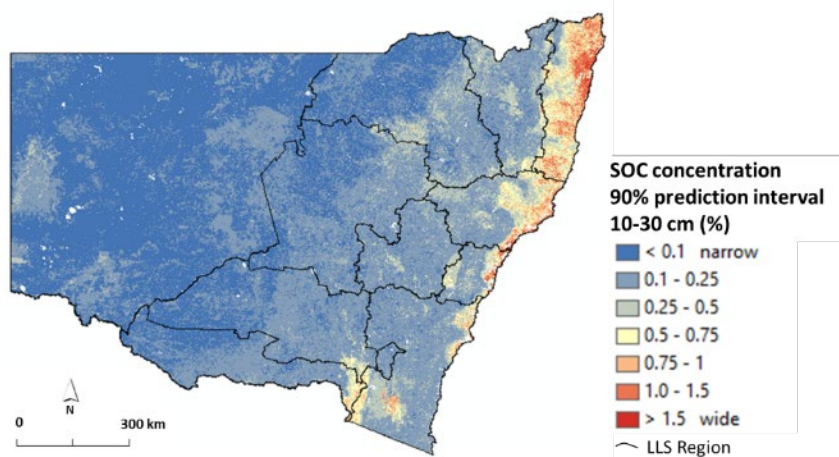 SOC concentration
90% prediction interval
10-30 cm (%)
< 0.1 narrow
0.1 - 0.25
0.25 - 0.5
0.5 - 0.75
0.75 - 1
1.0 - 1.5
> 1.5 wide
LLS Region
N
0 300 km